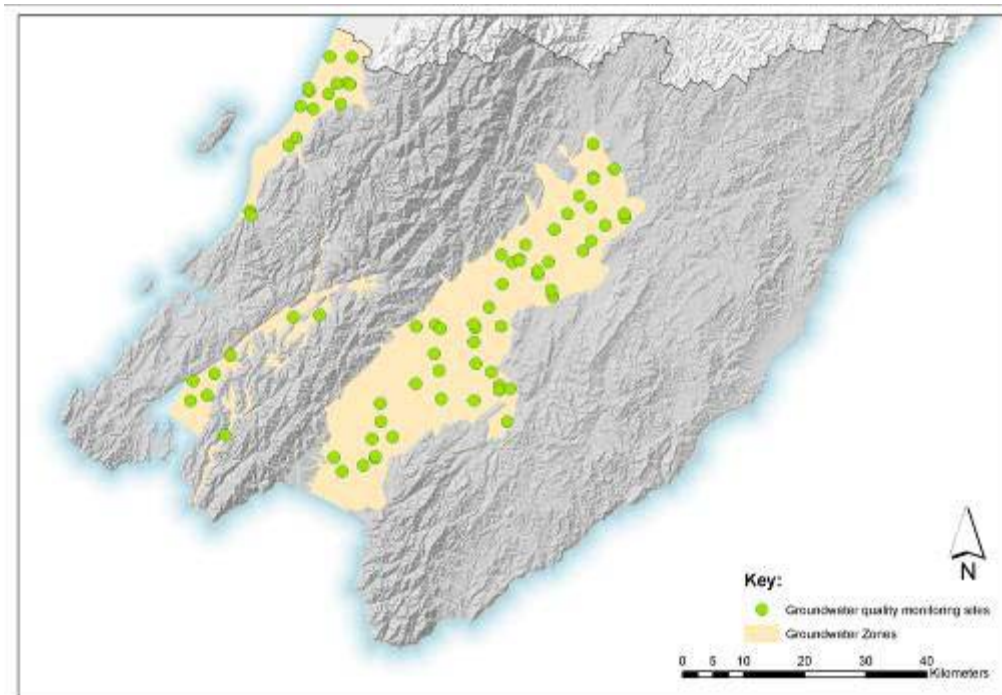 N
Key:
Groundwater quality monitoring sites
Groundwater Zones
0 5 10 20 30 40
Kilometers